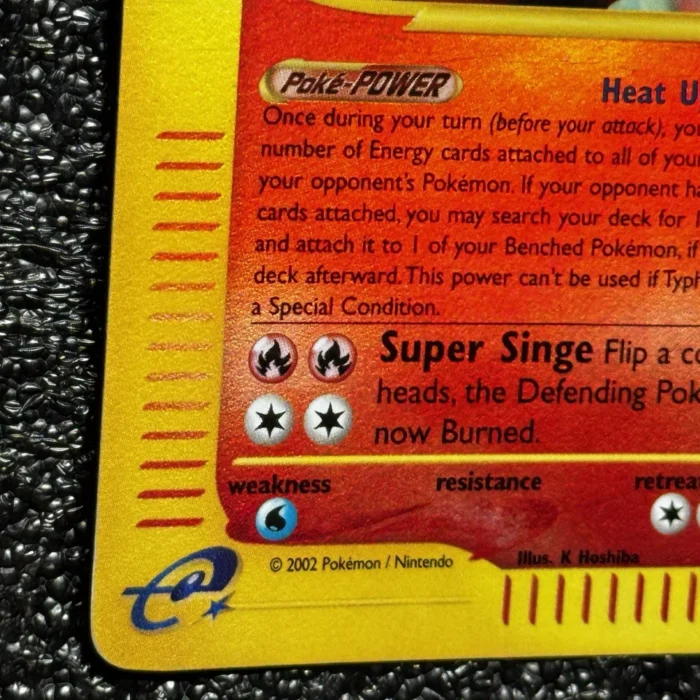 Poké-POWER
Heat U
Once during your turn (before your attack), yo
number of Energy cards attached to all of you
your opponent's Pokémon. If your opponent ha
cards attached, you may search your deck for
and attach it to 1 of your Benched Pokémon, if
deck afterward. This power can't be used if Typh
a Special Condition.
Super Singe Flip a co
heads, the Defending Pok
now Burned.
weakness resistance retrea
© 2002 Pokémon / Nintendo
Illus. K Hoshiba
e